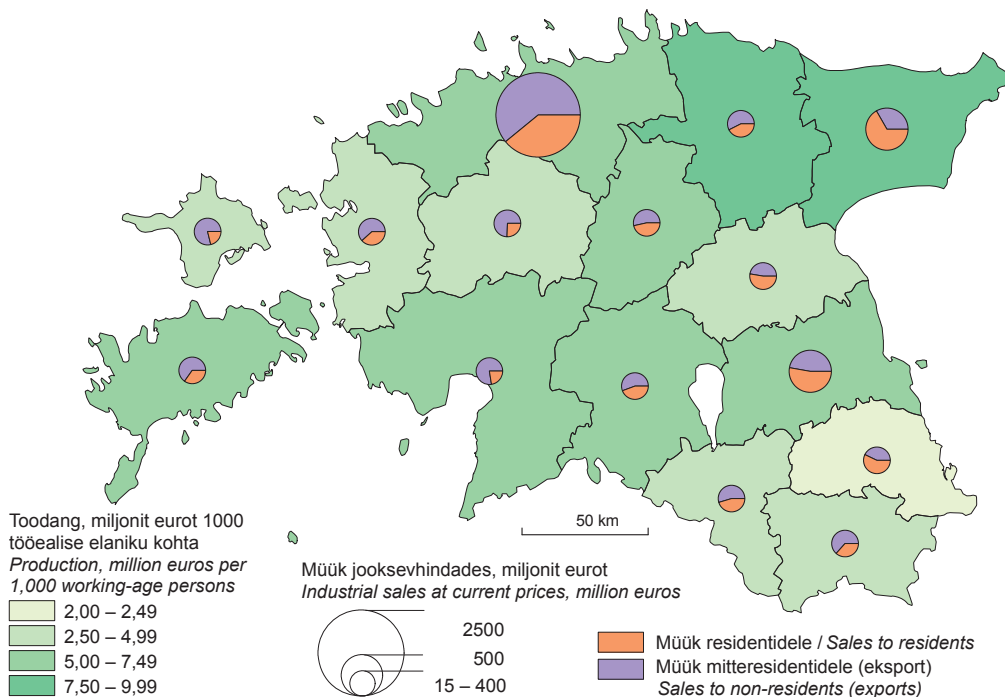 Toodang, miljonit eurot 1000
tööealise elaniku kohta
Production, million euros per
1,000 working-age persons
2,00 – 2,49
2,50 – 4,99
5,00 – 7,49
7,50 – 9,99
50 km
Müük jooksevhindades, miljonit eurot
Industrial sales at current prices, million euros
2500
500
15 – 400
Müük residentidele / Sales to residents
Müük mitteresidentidele (eksport)
Sales to non-residents (exports)